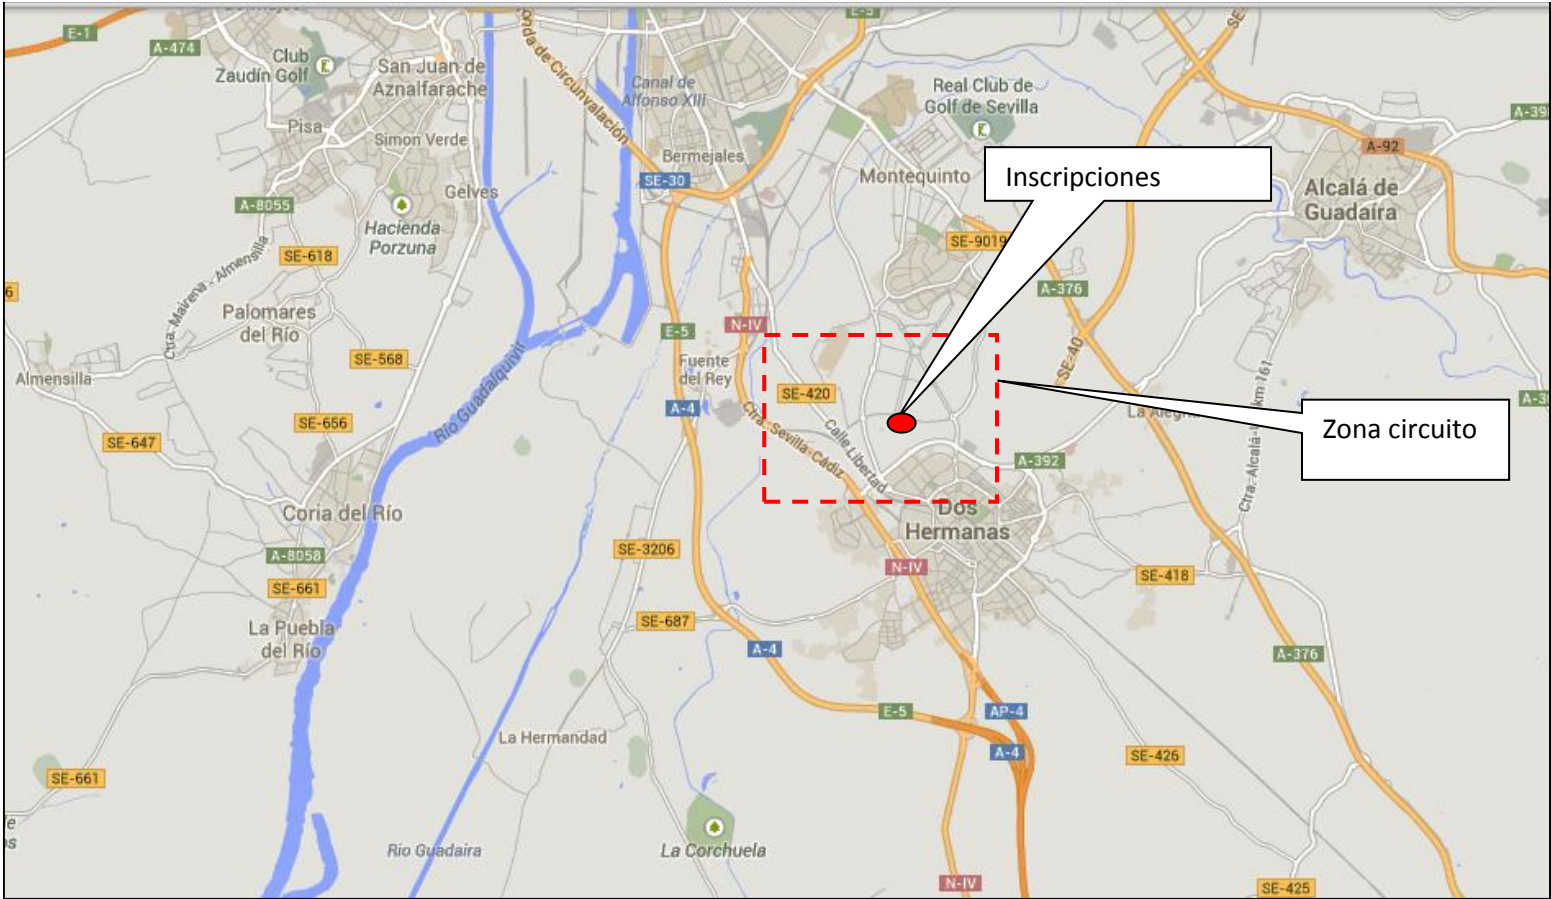 E-1
A-474
Club
Zaudín Golf
San Juan de
Aznalfarache
Pisa
Simon Verde
Gelves
A-8055
Hacienda
Porzuna
SE-618
Ctra. Mairena - Almensilla
Palomares
del Río
SE-568
Almensilla
SE-656
SE-647
Coria del Río
A-8058
SE-661
La Puebla
del Río
SE-661
Río Guadalquivir
Ronda de Circunvalación
Canal de
Alfonso XIII
Bermejales
SE-30
E-5
Real Club de
Golf de Sevilla
Montequinto
Inscripciones
SE-9019
A-376
SE-40
A-92
Alcalá de
Guadaíra
E-5
N-IV
Fuente
del Rey
SE-420
A-4
Ctra. Sevilla-Cádiz
Calle Libertad
Zona circuito
A-392
Dos
Hermanas
N-IV
SE-3206
SE-687
A-4
SE-418
A-376
E-5
AP-4
A-4
SE-426
La Hermandad
La Corchuela
Río Guadaira
N-IV
SE-425